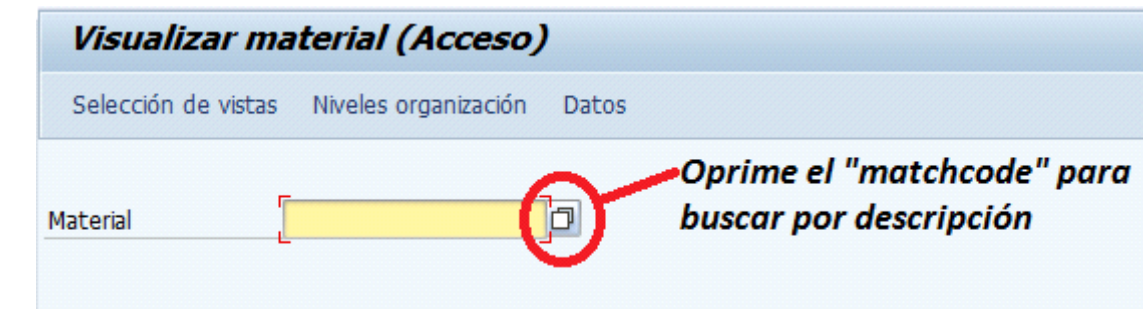 Visualizar material (Acceso)
Selección de vistas Niveles organización Datos
Oprime el "matchcode" para
buscar por descripción
Material